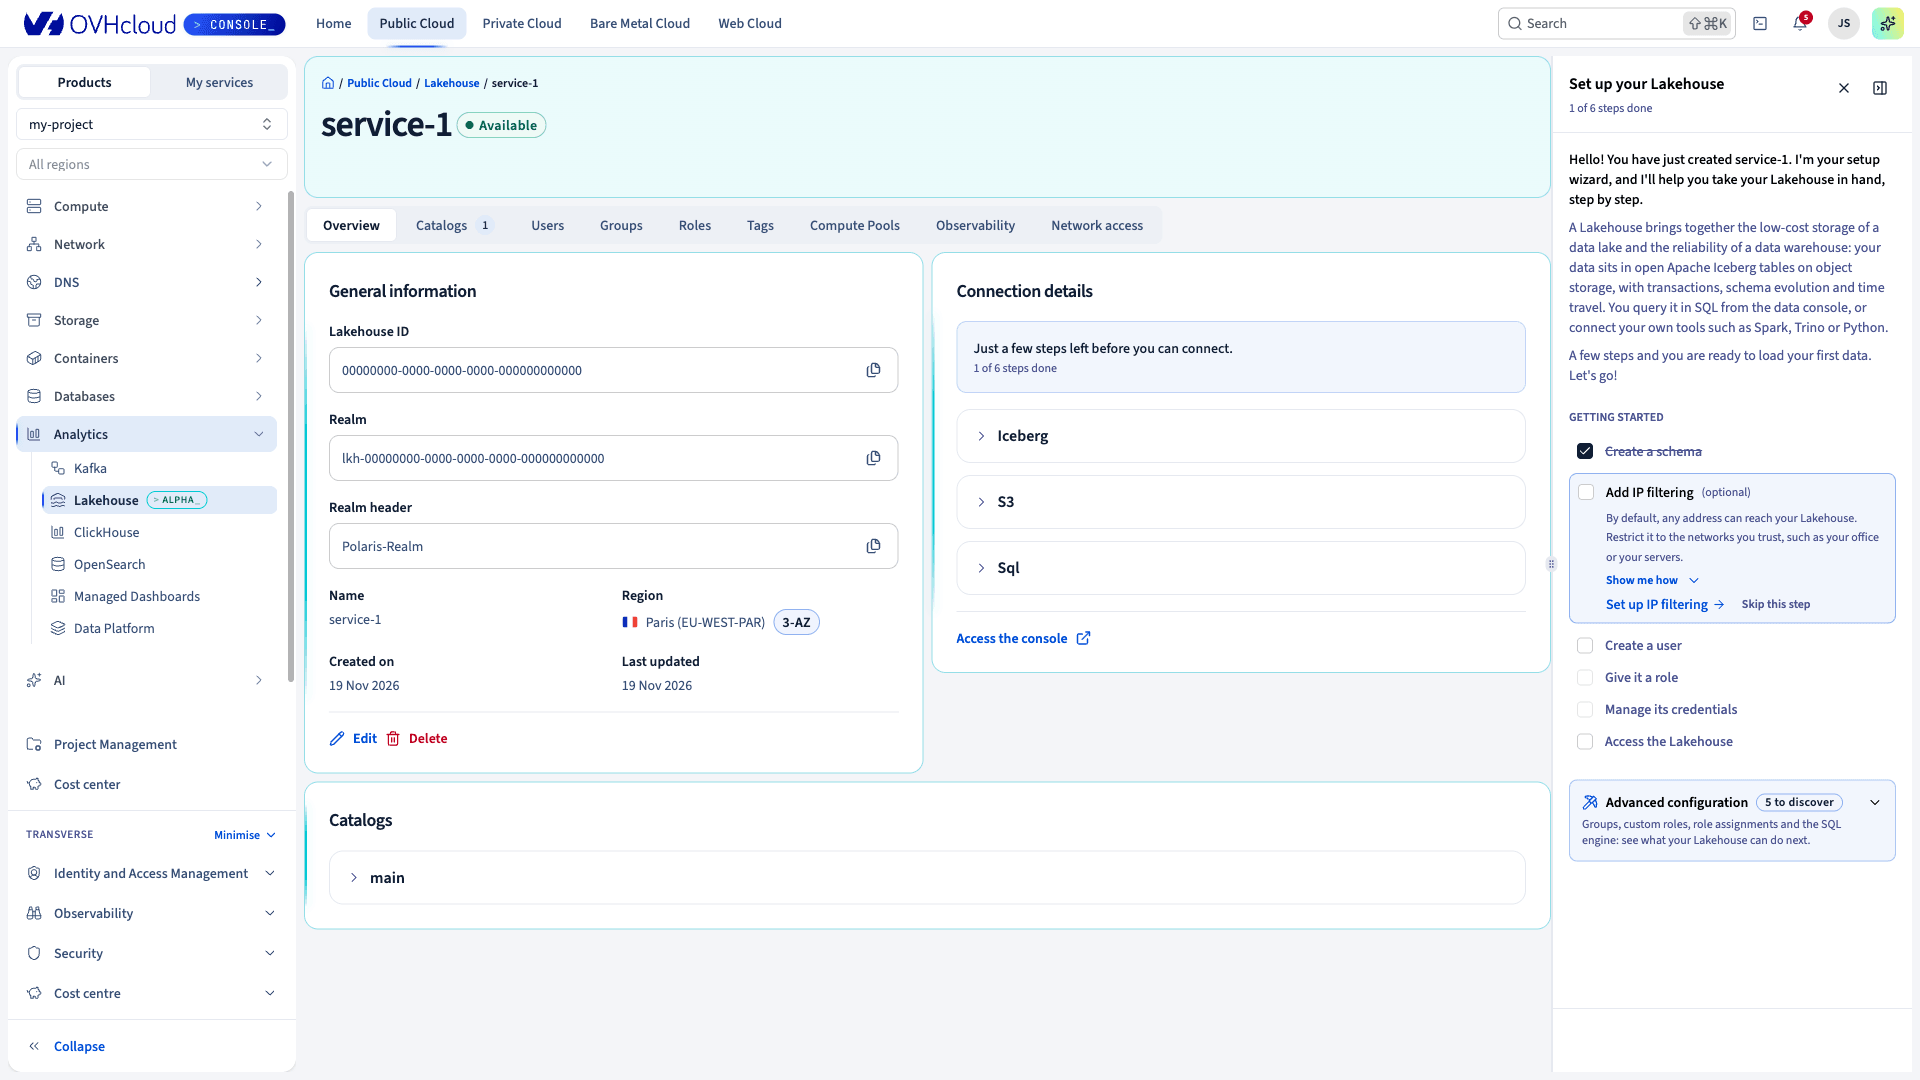 OVHcloud > CONSOLE_
Home
Public Cloud
Private Cloud
Bare Metal Cloud
Web Cloud
Search
⇧⌘K
5
JS
Products
My services
my-project
All regions
Compute
Network
DNS
Storage
Containers
Databases
Analytics
Kafka
Lakehouse > ALPHA_
ClickHouse
OpenSearch
Managed Dashboards
Data Platform
AI
Project Management
Cost center
TRANSVERSE
Minimise
Identity and Access Management
Observability
Security
Cost centre
Collapse
/ Public Cloud / Lakehouse / service-1
service-1
Available
Overview
Catalogs 1
Users
Groups
Roles
Tags
Compute Pools
Observability
Network access
General information
Lakehouse ID
00000000-0000-0000-0000-000000000000
Realm
lkh-00000000-0000-0000-0000-000000000000
Realm header
Polaris-Realm
Name
service-1
Region
Paris (EU-WEST-PAR) 3-AZ
Created on
19 Nov 2026
Last updated
19 Nov 2026
Edit
Delete
Connection details
Just a few steps left before you can connect.
1 of 6 steps done
Iceberg
S3
Sql
Access the console
Catalogs
main
Set up your Lakehouse
1 of 6 steps done
Hello! You have just created service-1. I'm your setup
wizard, and I'll help you take your Lakehouse in hand,
step by step.
A Lakehouse brings together the low-cost storage of a
data lake and the reliability of a data warehouse: your
data sits in open Apache Iceberg tables on object
storage, with transactions, schema evolution and time
travel. You query it in SQL from the data console, or
connect your own tools such as Spark, Trino or Python.
A few steps and you are ready to load your first data.
Let's go!
GETTING STARTED
Create a schema
Add IP filtering (optional)
By default, any address can reach your Lakehouse.
Restrict it to the networks you trust, such as your office
or your servers.
Show me how
Set up IP filtering →
Skip this step
Create a user
Give it a role
Manage its credentials
Access the Lakehouse
Advanced configuration 5 to discover
Groups, custom roles, role assignments and the SQL
engine: see what your Lakehouse can do next.